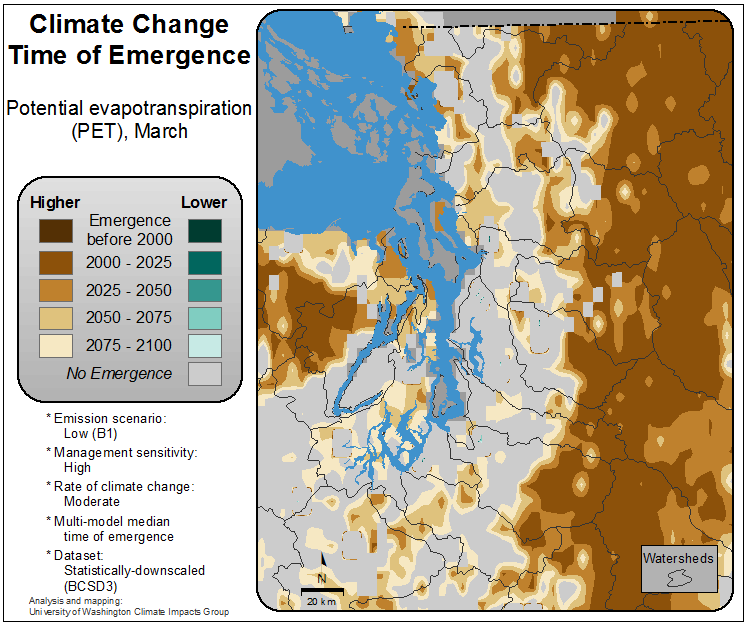 Climate Change
Time of Emergence
Potential evapotranspiration
(PET), March
Higher Lower
Emergence
before 2000
2000 - 2025
2025 - 2050
2050 - 2075
2075 - 2100
No Emergence
* Emission scenario:
Low (B1)
* Management sensitivity:
High
* Rate of climate change:
Moderate
* Multi-model median
time of emergence
* Dataset:
Statistically-downscaled
(BCSD3)
Analysis and mapping:
University of Washington Climate Impacts Group
N
20 km
Watersheds